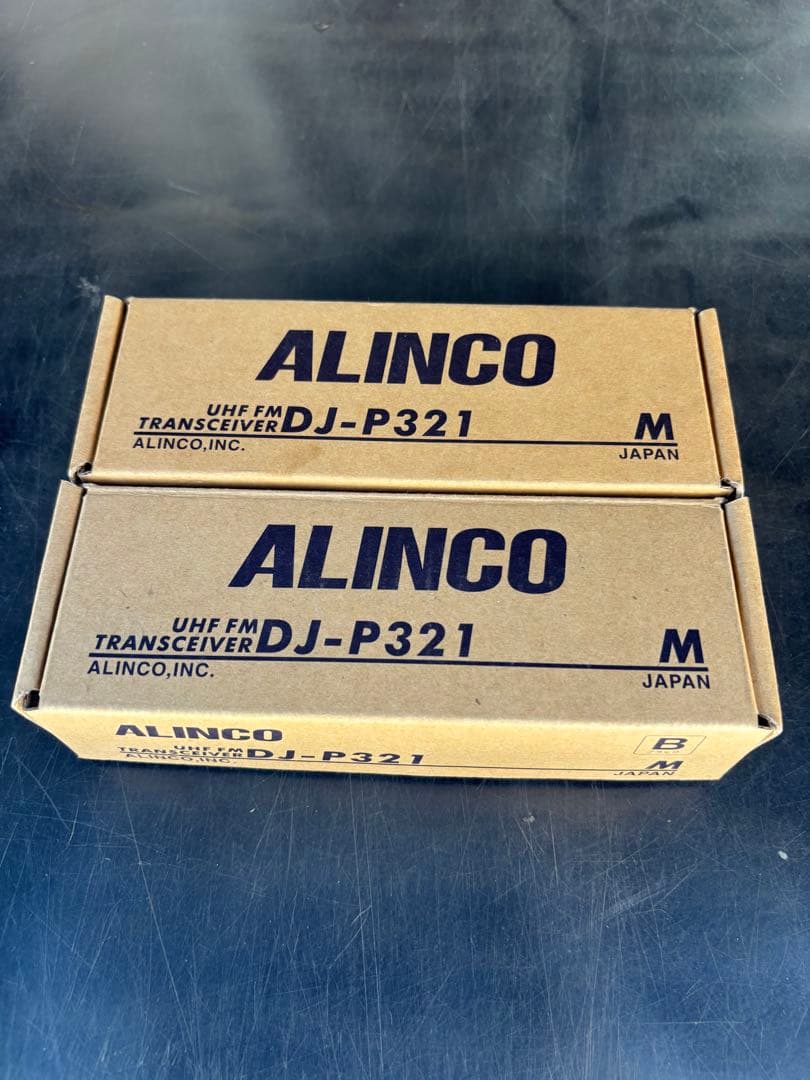 ALINCO
UHF FM
TRANSCEIVER DJ-P321
M
ALINCO,INC.
JAPAN
ALINCO
UHF FM
TRANSCEIVER DJ-P321
M
ALINCO,INC.
JAPAN
ALINCO
B
UHF FM
TRANSCEIVER DJ-P321
M
ALINCO,INC.
JAPAN